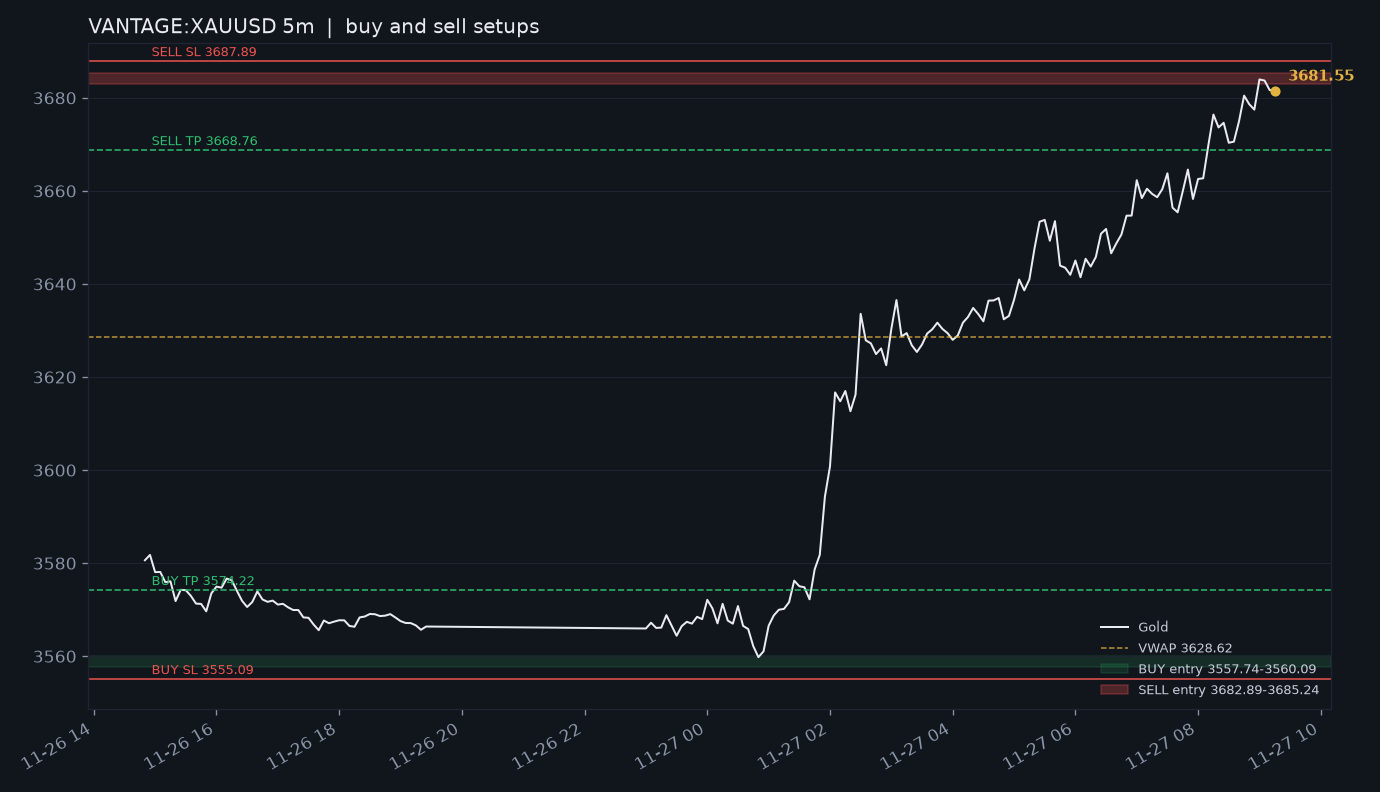 VANTAGE:XAUUSD 5m | buy and sell setups
SELL SL 3687.89
3681.55
3680
SELL TP 3668.76
3660
3640
3620
3600
3580
BUY TP 3574.22
3560
BUY SL 3555.09
Gold
VWAP 3628.62
BUY entry 3557.74-3560.09
SELL entry 3682.89-3685.24
11-26 14
11-26 16
11-26 18
11-26 20
11-26 22
11-27 00
11-27 02
11-27 04
11-27 06
11-27 08
11-27 10